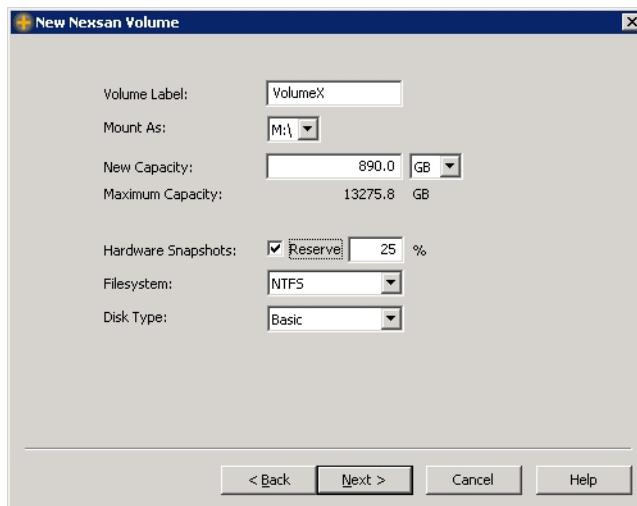 New Nexsan Volume
Volume Label: VolumeX
Mount As: M:\
New Capacity: 890.0 GB
Maximum Capacity: 13275.8 GB
Hardware Snapshots: Reserve 25 %
Filesystem: NTFS
Disk Type: Basic
< Back Next > Cancel Help